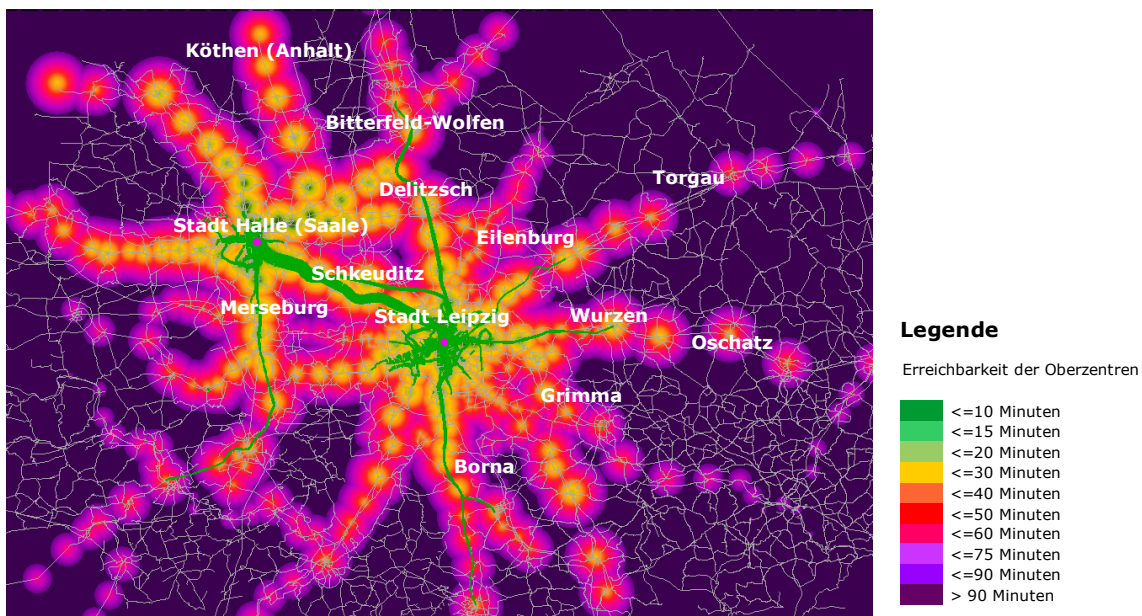 Köthen (Anhalt)
Bitterfeld-Wolfen
Torgau
Delitzsch
Stadt Halle (Saale)
Eilenburg
Schkeuditz
Merseburg
Stadt Leipzig
Wurzen
Oschatz
Grimma
Borna
Legende
Erreichbarkeit der Oberzentren
<=10 Minuten
<=15 Minuten
<=20 Minuten
<=30 Minuten
<=40 Minuten
<=50 Minuten
<=60 Minuten
<=75 Minuten
<=90 Minuten
> 90 Minuten